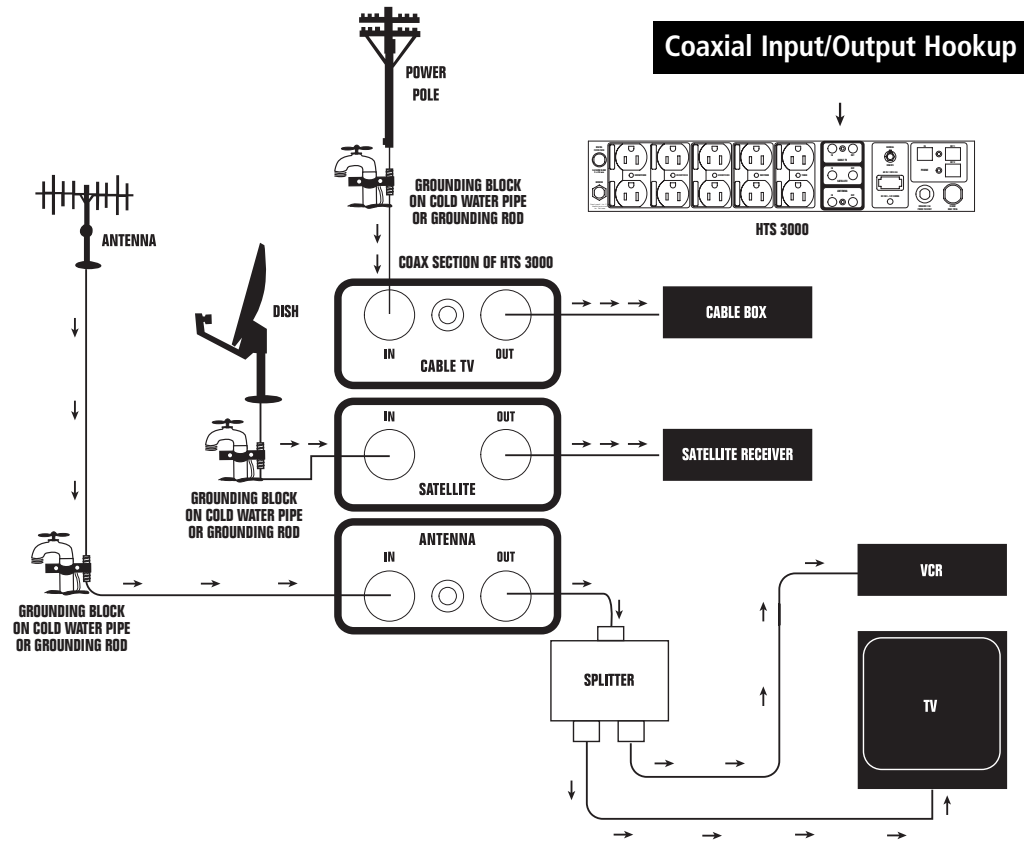 Coaxial Input/Output Hookup
POWER
POLE
HTS 3000
GROUNDING BLOCK
ON COLD WATER PIPE
OR GROUNDING ROD
ANTENNA
COAX SECTION OF HTS 3000
DISH
IN
OUT
CABLE TV
CABLE BOX
IN
OUT
SATELLITE
SATELLITE RECEIVER
GROUNDING BLOCK
ON COLD WATER PIPE
OR GROUNDING ROD
ANTENNA
IN
OUT
GROUNDING BLOCK
ON COLD WATER PIPE
OR GROUNDING ROD
VCR
SPLITTER
TV